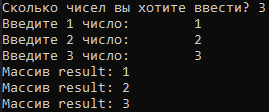 Сколько чисел вы хотите ввести? 3
Введите 1 число:        1
Введите 2 число:        2
Введите 3 число:        3
Массив result: 1
Массив result: 2
Массив result: 3